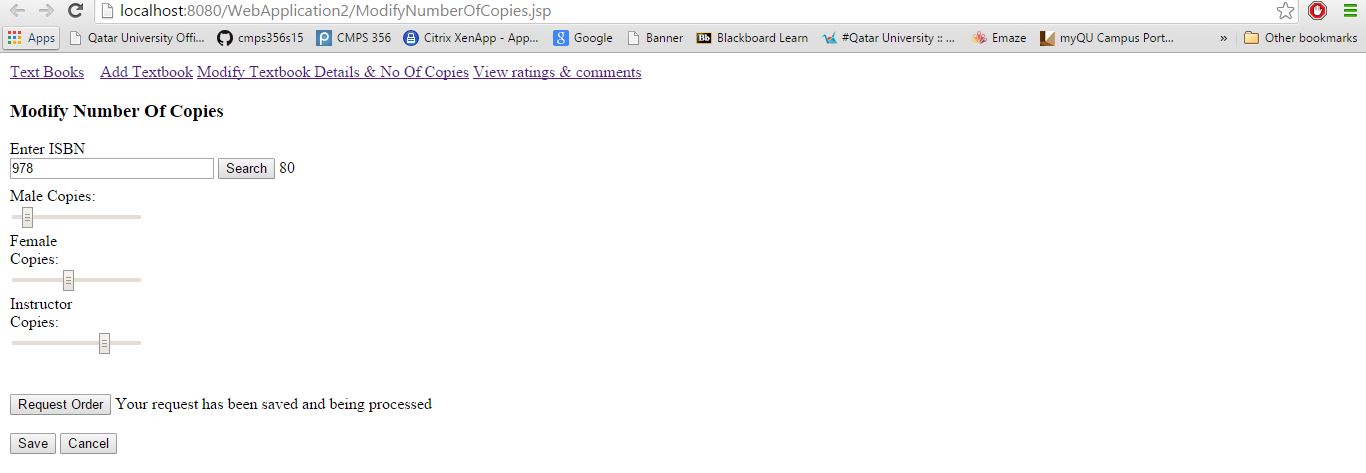 localhost:8080/WebApplication2/ModifyNumberOfCopies.jsp
Apps Qatar University Offi... cmps356s15 CMPS 356 Citrix XenApp - App... Google Banner Bb Blackboard Learn #Qatar University :: ... Emaze myQU Campus Port... » Other bookmarks
Text Books Add Textbook Modify Textbook Details & No Of Copies View ratings & comments
Modify Number Of Copies
Enter ISBN
978 Search 80
Male Copies:
Female
Copies:
Instructor
Copies:
Request Order Your request has been saved and being processed
Save Cancel